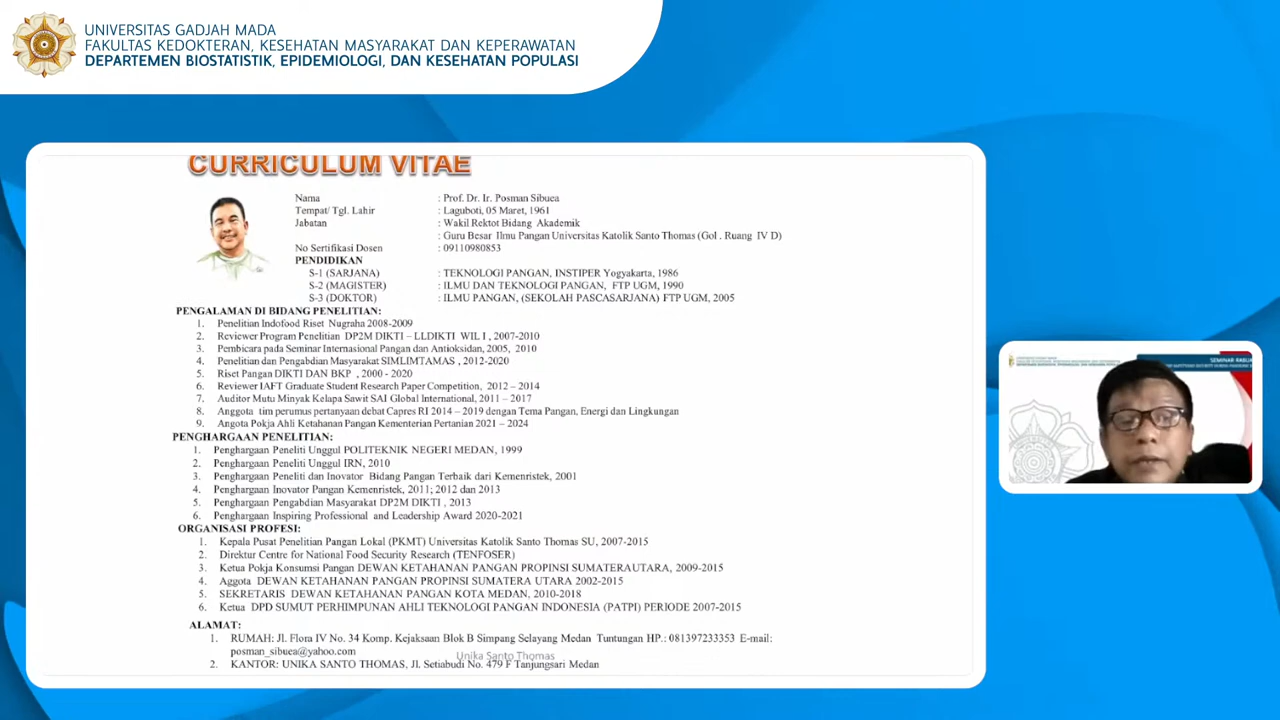 UNIVERSITAS GADJAH MADA
FAKULTAS KEDOKTERAN, KESEHATAN MASYARAKAT DAN KEPERAWATAN
DEPARTEMEN BIOSTATISTIK, EPIDEMIOLOGI, DAN KESEHATAN POPULASI
CURRICULUM VITAE
Nama : Prof. Dr. Ir. Posman Sibuea
Tempat/ Tgl. Lahir : Laguboti, 05 Maret, 1961
Jabatan : Wakil Rektot Bidang Akademik
: Guru Besar Ilmu Pangan Universitas Katolik Santo Thomas (Gol . Ruang IV D)
No Sertifikasi Dosen : 09110980853
PENDIDIKAN
S-1 (SARJANA) : TEKNOLOGI PANGAN, INSTIPER Yogyakarta, 1986
S-2 (MAGISTER) : ILMU DAN TEKNOLOGI PANGAN, FTP UGM, 1990
S-3 (DOKTOR) : ILMU PANGAN, (SEKOLAH PASCASARJANA) FTP UGM, 2005
PENGALAMAN DI BIDANG PENELITIAN:
1. Penelitian Indofood Riset Nugraha 2008-2009
2. Reviewer Program Penelitian DP2M DIKTI – LLDIKTI WIL I , 2007-2010
3. Pembicara pada Seminar Internasional Pangan dan Antioksidan, 2005, 2010
4. Penelitian dan Pengabdian Masyarakat SIMLIMTAMAS , 2012-2020
5. Riset Pangan DIKTI DAN BKP , 2000 - 2020
6. Reviewer IAFT Graduate Student Research Paper Competition, 2012 – 2014
7. Auditor Mutu Minyak Kelapa Sawit SAI Global International, 2011 – 2017
8. Anggota tim perumus pertanyaan debat Capres RI 2014 – 2019 dengan Tema Pangan, Energi dan Lingkungan
9. Angota Pokja Ahli Ketahanan Pangan Kementerian Pertanian 2021 – 2024
PENGHARGAAN PENELITIAN:
1. Penghargaan Peneliti Unggul POLITEKNIK NEGERI MEDAN, 1999
2. Penghargaan Peneliti Unggul IRN, 2010
3. Penghargaan Peneliti dan Inovator Bidang Pangan Terbaik dari Kemenristek, 2001
4. Penghargaan Inovator Pangan Kemenristek, 2011; 2012 dan 2013
5. Penghargaan Pengabdian Masyarakat DP2M DIKTI , 2013
6. Penghargaan Inspiring Professional and Leadership Award 2020-2021
ORGANISASI PROFESI:
1. Kepala Pusat Penelitian Pangan Lokal (PKMT) Universitas Katolik Santo Thomas SU, 2007-2015
2. Direktur Centre for National Food Security Research (TENFOSER)
3. Ketua Pokja Konsumsi Pangan DEWAN KETAHANAN PANGAN PROPINSI SUMATERAUTARA, 2009-2015
4. Aggota DEWAN KETAHANAN PANGAN PROPINSI SUMATERA UTARA 2002-2015
5. SEKRETARIS DEWAN KETAHANAN PANGAN KOTA MEDAN, 2010-2018
6. Ketua DPD SUMUT PERHIMPUNAN AHLI TEKNOLOGI PANGAN INDONESIA (PATPI) PERIODE 2007-2015
ALAMAT:
1. RUMAH: Jl. Flora IV No. 34 Komp. Kejaksaan Blok B Simpang Selayang Medan Tuntungan HP.: 081397233353 E-mail:
posman_sibuea@yahoo.com
2. KANTOR: UNIKA SANTO THOMAS, Jl. Setiabudi No. 479 F Tanjungsari Medan
Unika Santo Thomas
SEMINAR RABUA